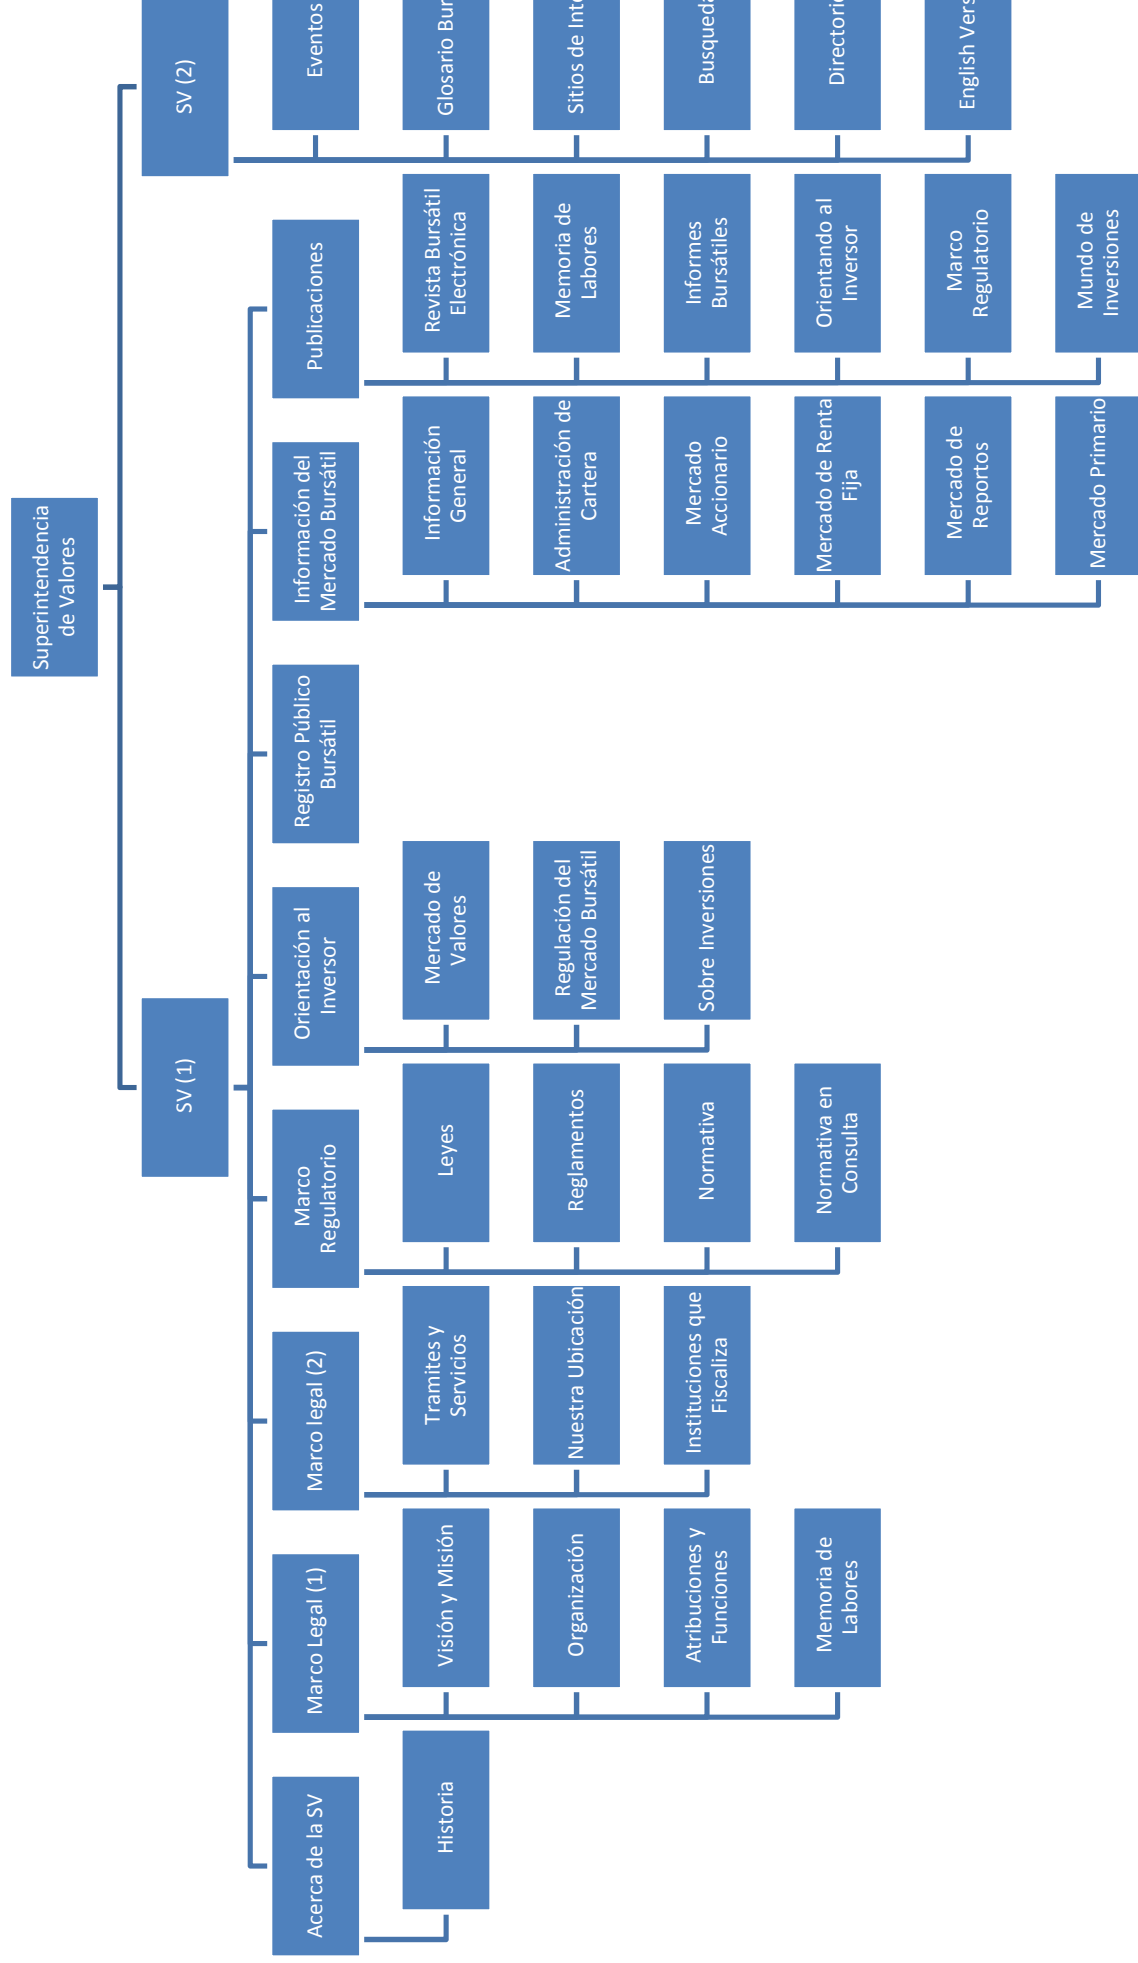 Superintendencia
de Valores
SV (1)
SV (2)
Acerca de la SV
Marco Legal (1)
Marco legal (2)
Marco
Regulatorio
Orientación al
Inversor
Registro Público
Bursátil
Información del
Mercado Bursátil
Publicaciones
Eventos
Historia
Visión y Misión
Tramites y
Servicios
Leyes
Mercado de
Valores
Información
General
Revista Bursátil
Electrónica
Glosario
Organización
Nuestra Ubicación
Reglamentos
Regulación del
Mercado Bursátil
Administración de
Cartera
Memoria de
Labores
Sitios de
Atribuciones y
Funciones
Instituciones que
Fiscaliza
Normativa
Sobre Inversiones
Mercado
Accionario
Informes
Bursátiles
Busqueda
Memoria de
Labores
Normativa en
Consulta
Mercado de Renta
Fija
Orientando al
Inversor
Mercado de
Reportos
Marco
Regulatorio
English
Mercado Primario
Mundo de
Inversiones